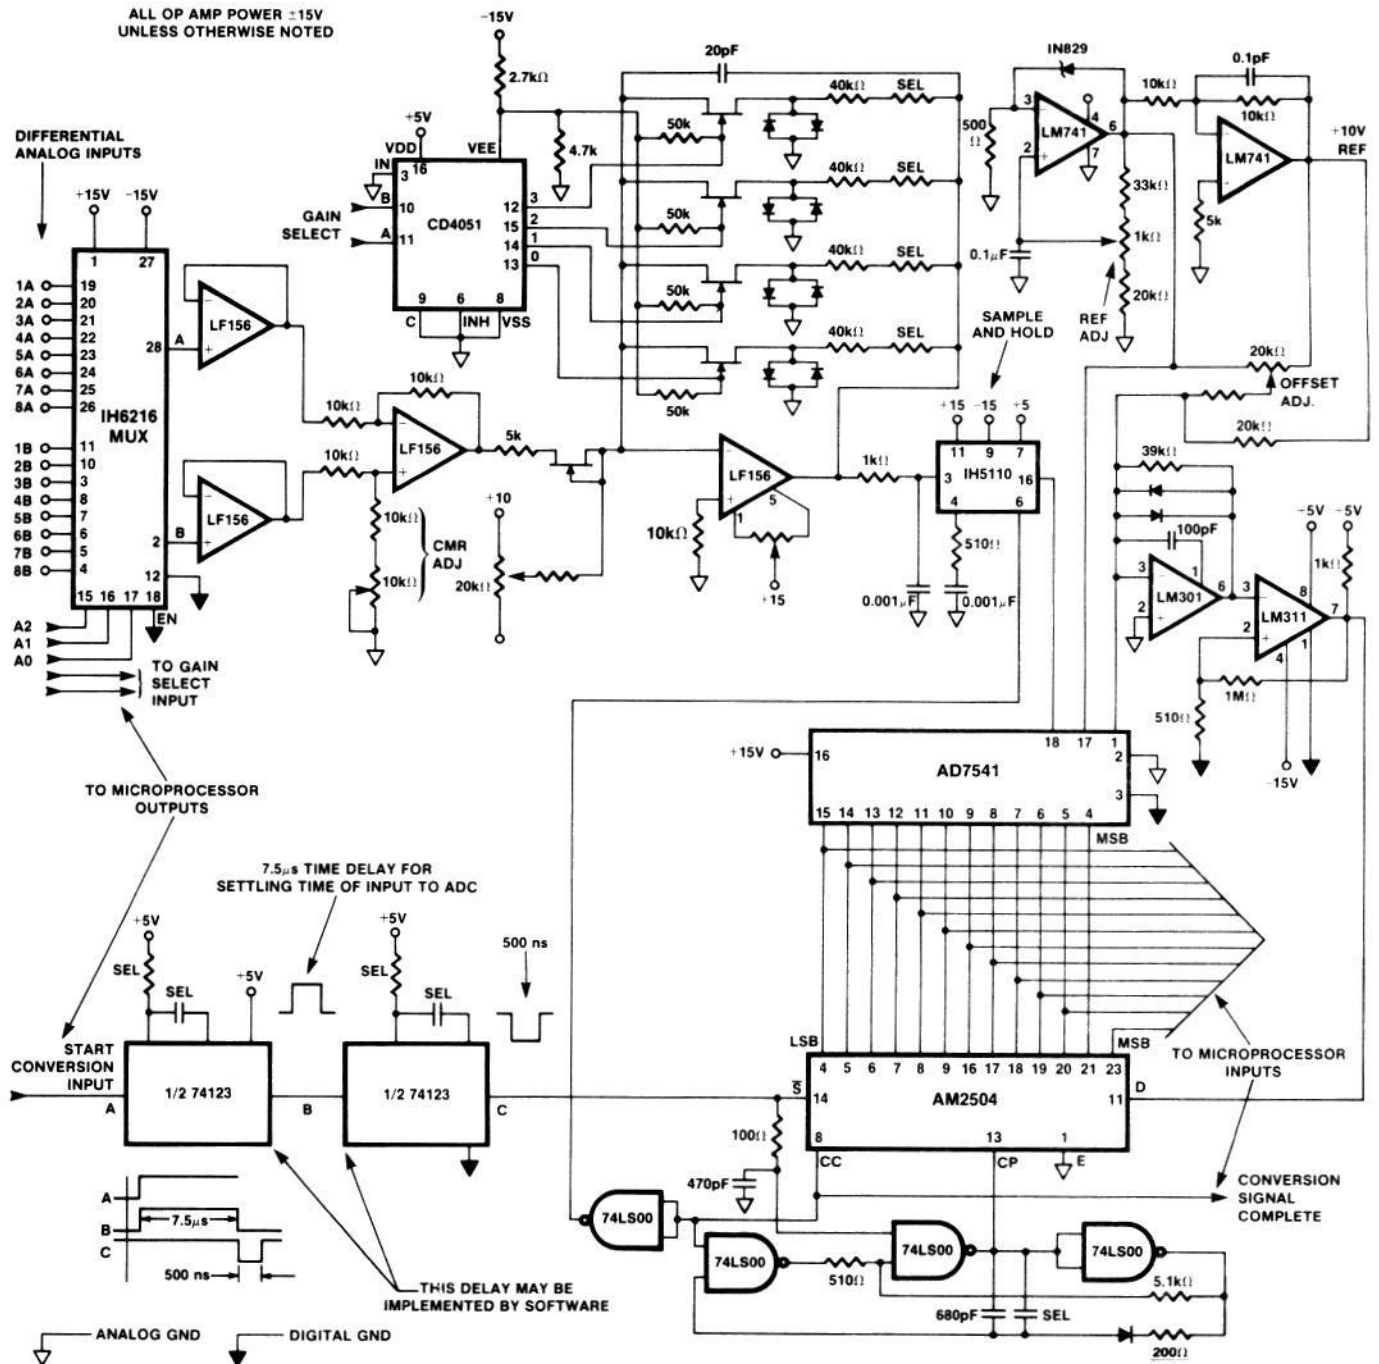 ALL OP AMP POWER ±15V
UNLESS OTHERWISE NOTED
DIFFERENTIAL
ANALOG INPUTS
+15V
−15V
1
27
1A
2A
3A
4A
5A
6A
7A
8A
19
20
21
22
23
24
25
26
28
A
IH6216
MUX
1B
2B
3B
4B
5B
6B
7B
8B
11
10
3
8
7
6
5
4
2
B
12
15
16
17
18
EN
A2
A1
A0
TO GAIN
SELECT
INPUT
LF156
LF156
−15V
2.7kΩ
4.7k
+5V
VDD
VEE
IN
3
16
B
10
GAIN
SELECT
A
11
CD4051
12
3
15
2
14
1
13
0
9
6
8
C
INH
VSS
20pF
50k
40kΩ
SEL
50k
40kΩ
SEL
50k
40kΩ
SEL
50k
40kΩ
SEL
10kΩ
10kΩ
10kΩ
LF156
5k
10kΩ
10kΩ
CMR
ADJ
+10
20kΩ
LF156
10kΩ
1
5
+15
1kΩ
SAMPLE
AND HOLD
+15
−15
+5
11
9
7
3
IH5110
16
4
6
510Ω
0.001μF
0.001μF
IN829
500
Ω
3
2
LM741
4
6
7
0.1μF
33kΩ
1kΩ
20kΩ
REF
ADJ
10kΩ
0.1pF
10kΩ
LM741
5k
+10V
REF
20kΩ
OFFSET
ADJ.
20kΩ
39kΩ
100pF
3
2
LM301
1
6
3
2
LM311
8
7
4
1
−5V
−5V
1kΩ
1MΩ
510Ω
−15V
+15V
16
18
17
1
2
3
AD7541
15
14
13
12
11
10
9
8
7
6
5
4
MSB
TO MICROPROCESSOR
OUTPUTS
7.5μs TIME DELAY FOR
SETTLING TIME OF INPUT TO ADC
+5V
SEL
SEL
+5V
+5V
SEL
SEL
500 ns
START
CONVERSION
INPUT
A
1/2 74123
B
1/2 74123
C
LSB
MSB
4
5
6
7
8
9
16
17
18
19
20
21
23
S̅
14
AM2504
11
D
8
13
1
CC
CP
E
TO MICROPROCESSOR
INPUTS
100Ω
470pF
CONVERSION
SIGNAL
COMPLETE
74LS00
74LS00
510Ω
74LS00
74LS00
5.1kΩ
680pF
SEL
200Ω
A
B
7.5μs
C
500 ns
THIS DELAY MAY BE
IMPLEMENTED BY SOFTWARE
ANALOG GND
DIGITAL GND